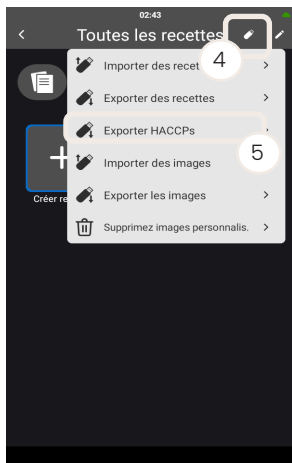 02:43
Toutes les recettes
4
Importer des recet
Exporter des recettes
Exporter HACCPs
5
Importer des images
Exporter les images
Supprimez images personnalis.
Créer re